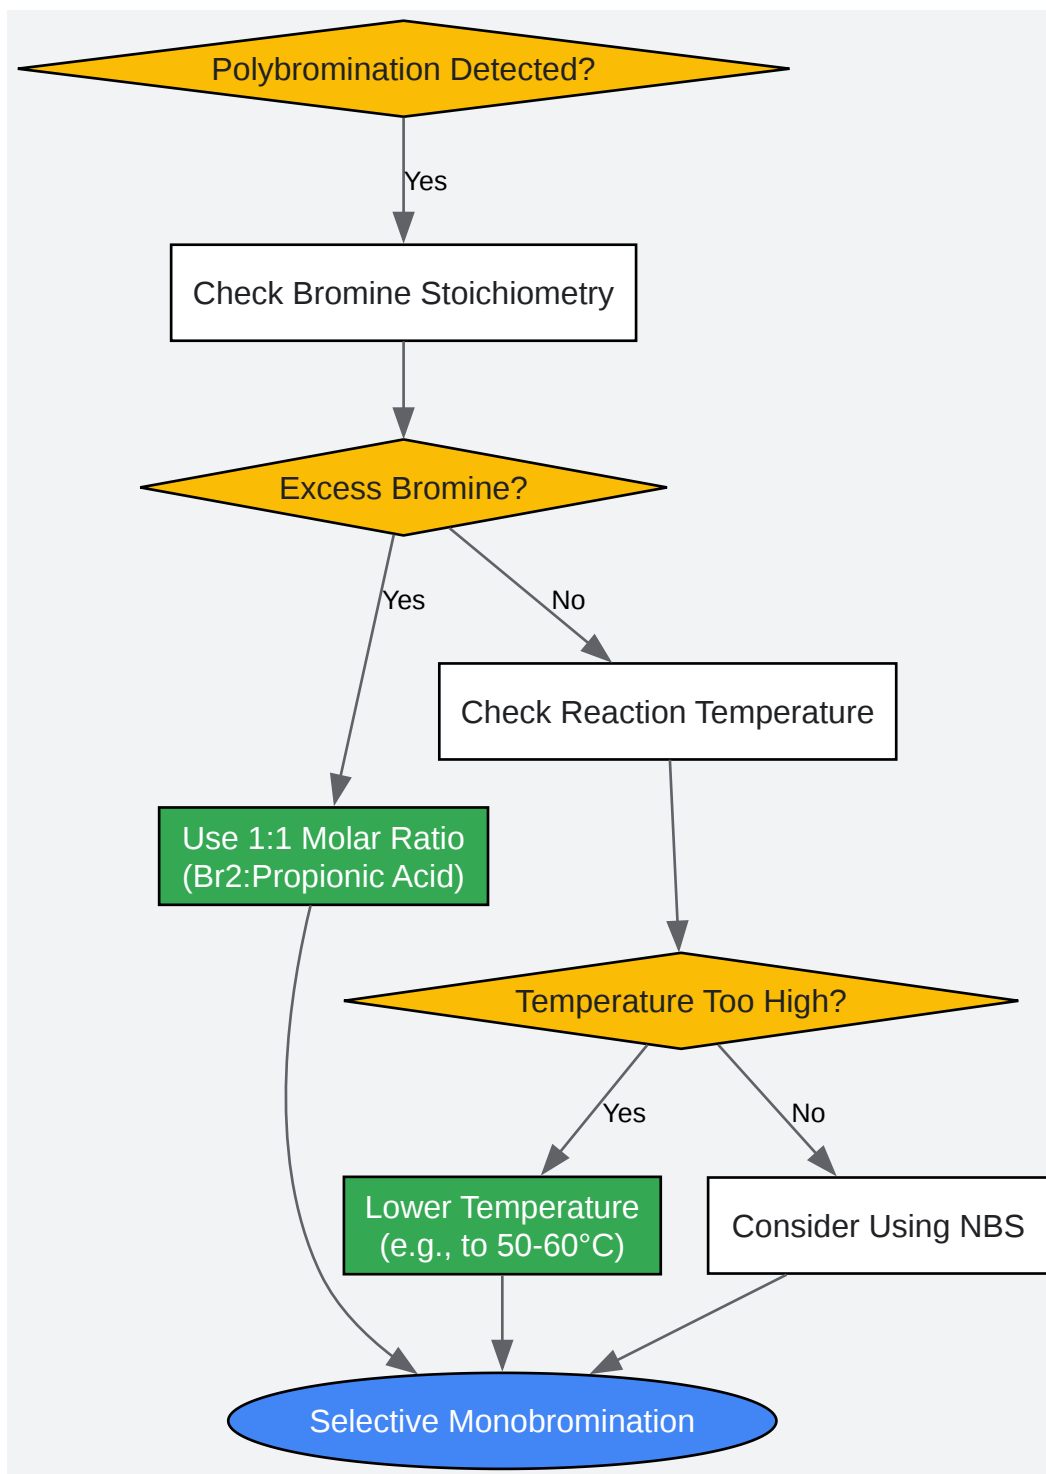 Polybromination Detected?
Yes
Check Bromine Stoichiometry
Excess Bromine?
Yes
No
Check Reaction Temperature
Use 1:1 Molar Ratio
(Br2:Propionic Acid)
Temperature Too High?
Yes
No
Lower Temperature
(e.g., to 50-60°C)
Consider Using NBS
Selective Monobromination